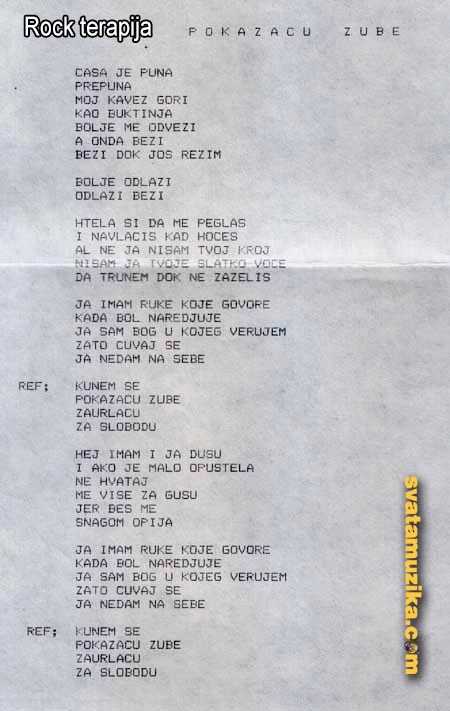 Rock terapija
POKAZACU ZUBE
CASA JE PUNA
PREPUNA
MOJ KAVEZ GORI
KAO BUKTINJA
BOLJE ME ODVEZI
A ONDA BEZI
BEZI DOK JOS REZIM
BOLJE ODLAZI
ODLAZI BEZI
HTELA SI DA ME PEGLAS
I NAVLACIS KAD HOCES
AL NE JA NISAM TVOJ KROJ
NISAM JA TVOJE SLATKO VOCE
DA TRUNEM DOK NE ZAZELIS
JA IMAM RUKE KOJE GOVORE
KADA BOL NAREDJUJE
JA SAM BOG U KOJEG VERUJEM
ZATO CUVAJ SE
JA NEDAM NA SEBE
REF; KUNEM SE
POKAZACU ZUBE
ZAURLACU
ZA SLOBODU
HEJ IMAM I JA DUSU
I AKO JE MALO OPUSTELA
NE HVATAJ
ME VISE ZA GUSU
JER BES ME
SNAGOM OPIJA
JA IMAM RUKE KOJE GOVORE
KADA BOL NAREDJUJE
JA SAM BOG U KOJEG VERUJEM
ZATO CUVAJ SE
JA NEDAM NA SEBE
REF; KUNEM SE
POKAZACU ZUBE
ZAURLACU
ZA SLOBODU
svatamuzika.com